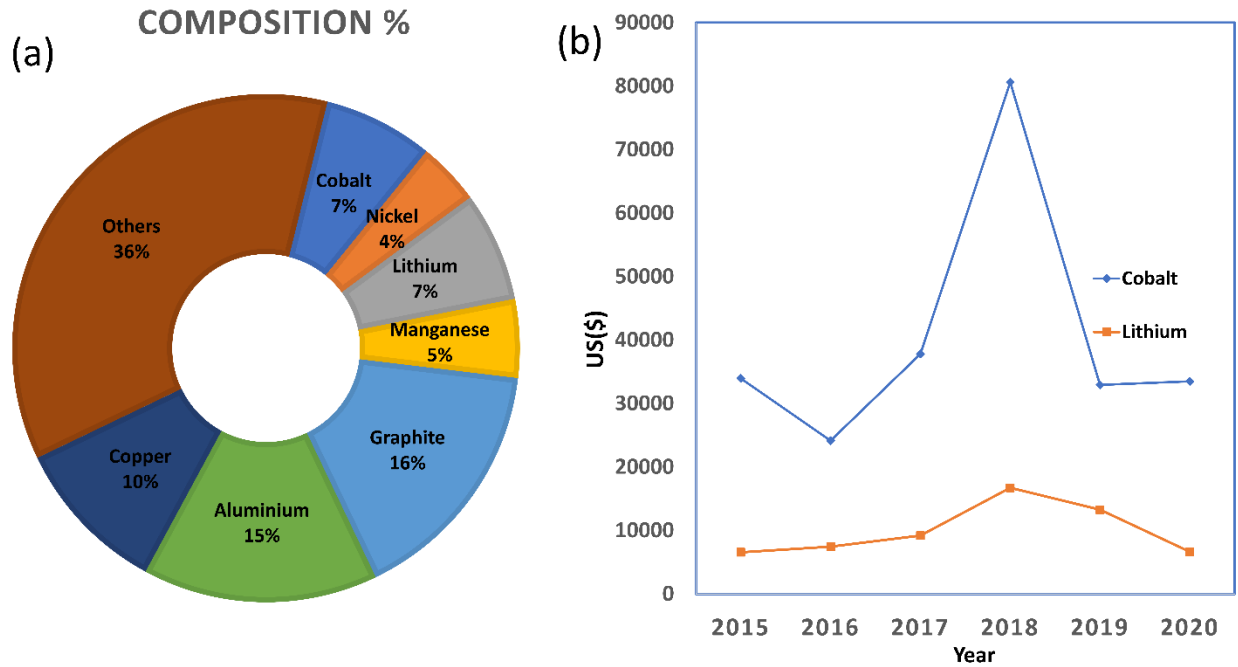 COMPOSITION %
(a)
Cobalt
7%
Nickel
4%
Lithium
7%
Manganese
5%
Graphite
16%
Aluminium
15%
Copper
10%
Others
36%
(b)
US($)
90000
80000
70000
60000
50000
40000
30000
20000
10000
0
Cobalt
Lithium
2015 2016 2017 2018 2019 2020
Year